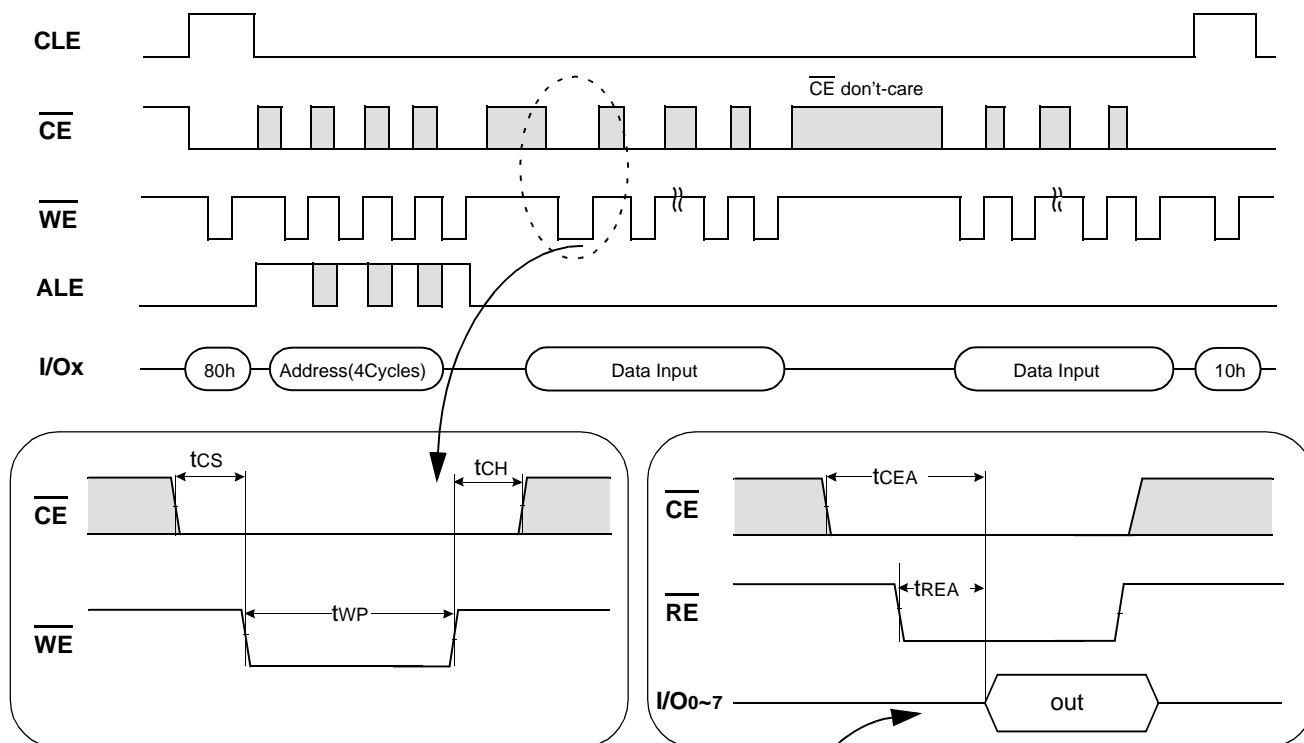 CLE
CE don't-care
CE
WE
ALE
I/Ox 80h Address(4Cycles) Data Input Data Input 10h
tCS tCH
CE
tWP
WE
tCEA
CE
tREA
RE
I/O0~7 out